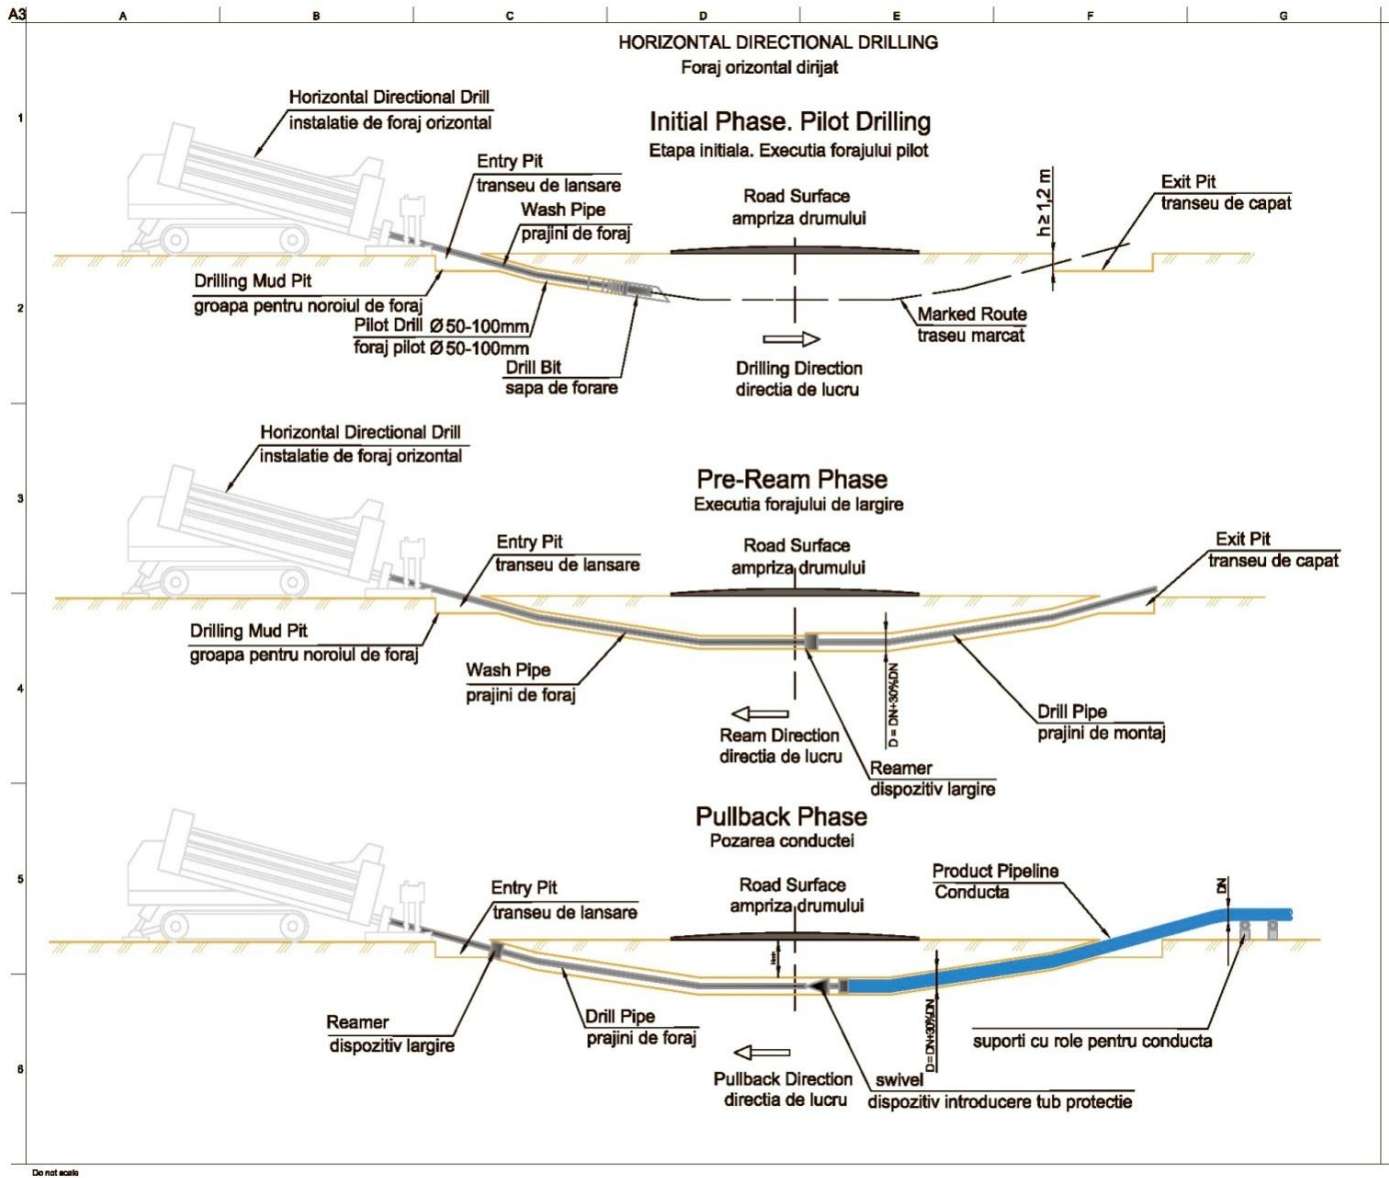 A3
A B C D E F G
HORIZONTAL DIRECTIONAL DRILLING
Foraj orizontal dirijat
1
Initial Phase. Pilot Drilling
Etapa initiala. Executia forajului pilot
Horizontal Directional Drill
instalatie de foraj orizontal
Entry Pit
transeu de lansare
Wash Pipe
prajini de foraj
Road Surface
ampriza drumului
h ≥ 1,2 m
Exit Pit
transeu de capat
Drilling Mud Pit
groapa pentru noroiul de foraj
2
Pilot Drill Ø 50-100mm
foraj pilot Ø 50-100mm
Drill Bit
sapa de forare
Marked Route
traseu marcat
Drilling Direction
directia de lucru
Horizontal Directional Drill
instalatie de foraj orizontal
3
Pre-Ream Phase
Executia forajului de largire
Entry Pit
transeu de lansare
Road Surface
ampriza drumului
Exit Pit
transeu de capat
Drilling Mud Pit
groapa pentru noroiul de foraj
4
Wash Pipe
prajini de foraj
Ream Direction
directia de lucru
D = DN+30%DN
Drill Pipe
prajini de montaj
Reamer
dispozitiv largire
Pullback Phase
Pozarea conductei
5
Entry Pit
transeu de lansare
Road Surface
ampriza drumului
Product Pipeline
Conducta
DN
Reamer
dispozitiv largire
Drill Pipe
prajini de foraj
D = DN+30%DN
suporti cu role pentru conducta
6
Pullback Direction
directia de lucru
swivel
dispozitiv introducere tub protectie
Do not scale